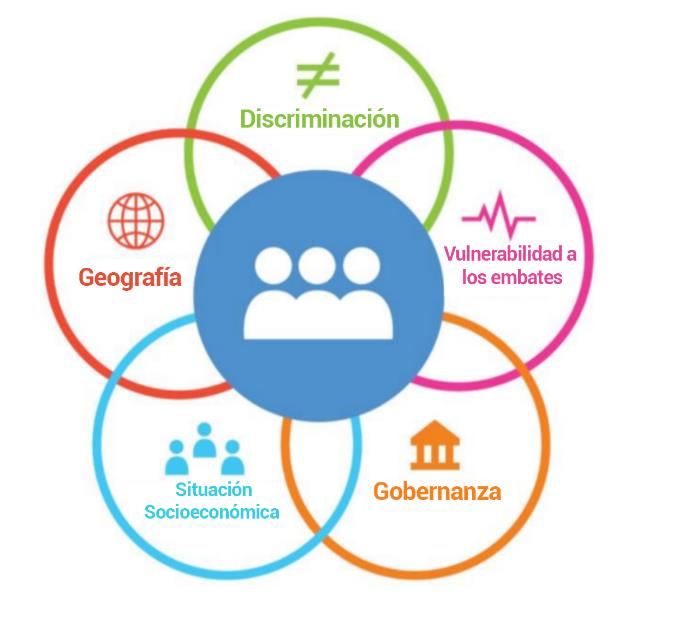 Discriminación
Geografía
Vulnerabilidad a
los embates
Situación
Socioeconómica
Gobernanza